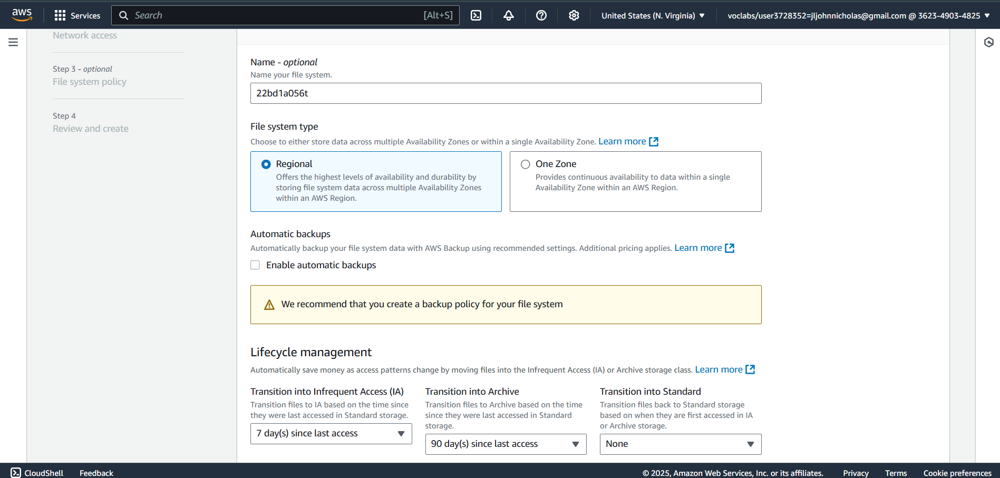 aws
Services
Search
[Alt+S]
United States (N. Virginia)
voclabs/user3728352=jljohnnicholas@gmail.com @ 3623-4903-4825
Network access
Step 3 - optional
File system policy
Step 4
Review and create
Name - optional
Name your file system.
22bd1a056t
File system type
Choose to either store data across multiple Availability Zones or within a single Availability Zone. Learn more
Regional
Offers the highest levels of availability and durability by
storing file system data across multiple Availability Zones
within an AWS Region.
One Zone
Provides continuous availability to data within a single
Availability Zone within an AWS Region.
Automatic backups
Automatically backup your file system data with AWS Backup using recommended settings. Additional pricing applies. Learn more
Enable automatic backups
We recommend that you create a backup policy for your file system
Lifecycle management
Automatically save money as access patterns change by moving files into the Infrequent Access (IA) or Archive storage class. Learn more
Transition into Infrequent Access (IA)
Transition files to IA based on the time since
they were last accessed in Standard storage.
7 day(s) since last access
Transition into Archive
Transition files to Archive based on the time
since they were last accessed in Standard
storage.
90 day(s) since last access
Transition into Standard
Transition files back to Standard storage
based on when they are first accessed in IA
or Archive storage.
None
CloudShell
Feedback
© 2025, Amazon Web Services, Inc. or its affiliates.
Privacy
Terms
Cookie preferences